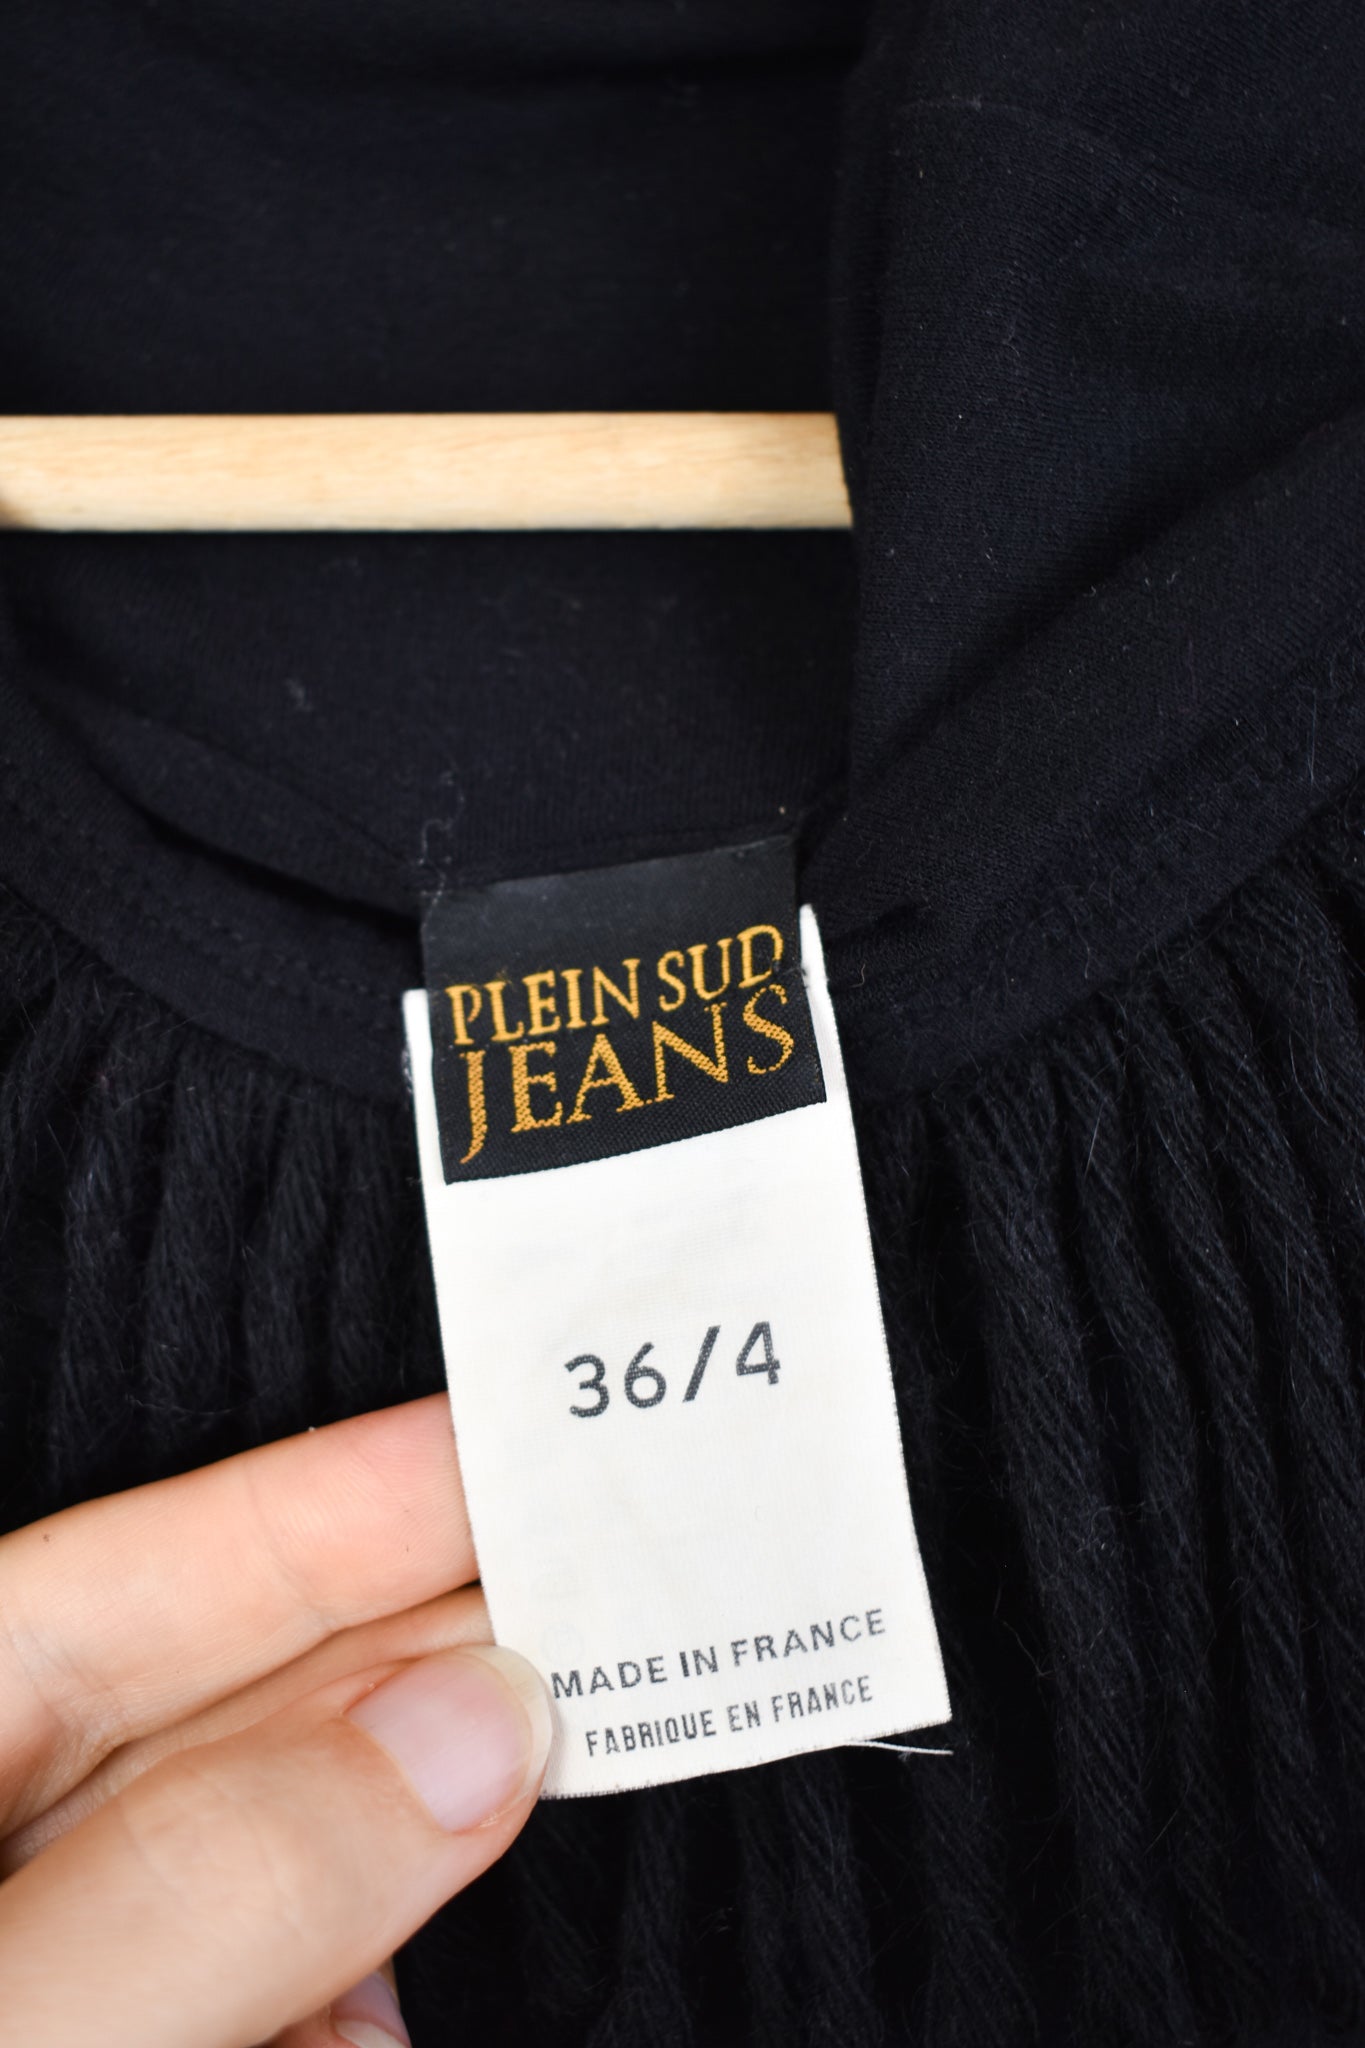 PLEIN SUD
JEANS
36/4
MADE IN FRANCE
FABRIQUE EN FRANCE